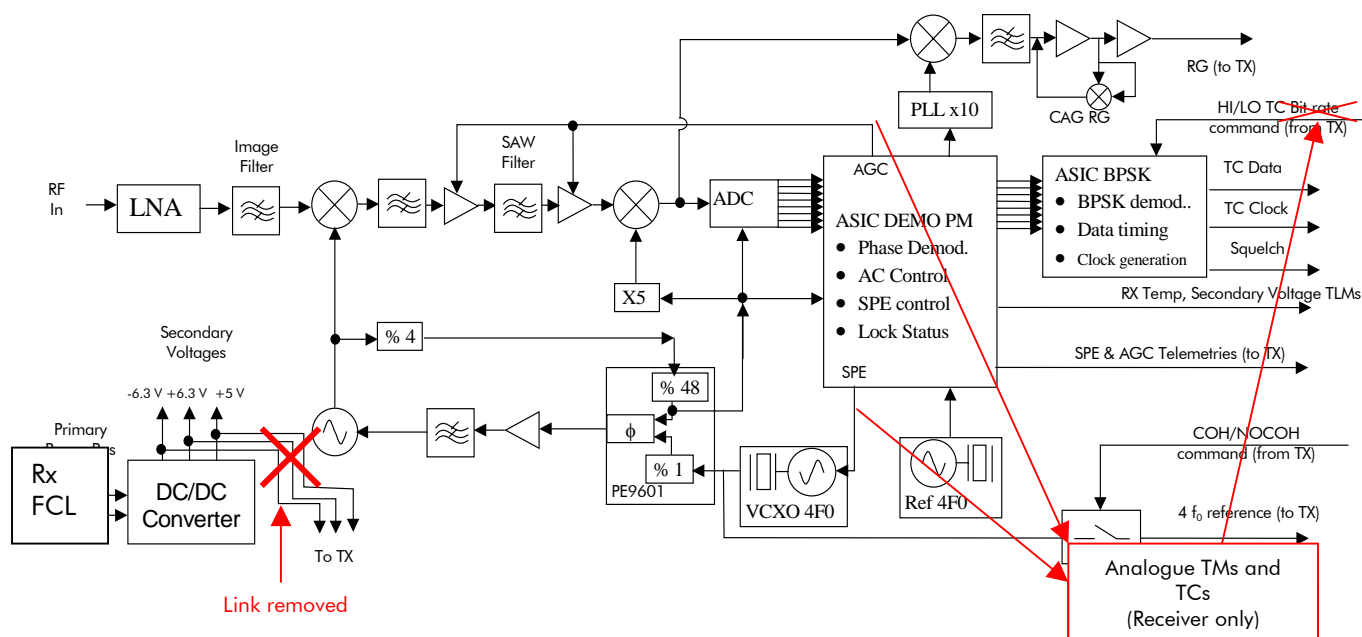 RG (to TX)
PLL x10
CAG RG
HI/LO TC Bit rate
command (from TX)
Image
Filter
SAW
Filter
AGC
ASIC BPSK
BPSK demod..
Data timing
Clock generation
TC Data
TC Clock
Squelch
RF
In
LNA
ADC
ASIC DEMO PM
Phase Demod.
AC Control
SPE control
Lock Status
SPE
X5
RX Temp, Secondary Voltage TLMs
SPE & AGC Telemetries (to TX)
Secondary
Voltages
% 4
% 48
-6.3 V +6.3 V +5 V
ϕ
% 1
PE9601
Primary
Rx
FCL
DC/DC
Converter
To TX
Link removed
VCXO 4F0
Ref 4F0
COH/NOCOH
command (from TX)
4 f₀ reference (to TX)
Analogue TMs and
TCs
(Receiver only)